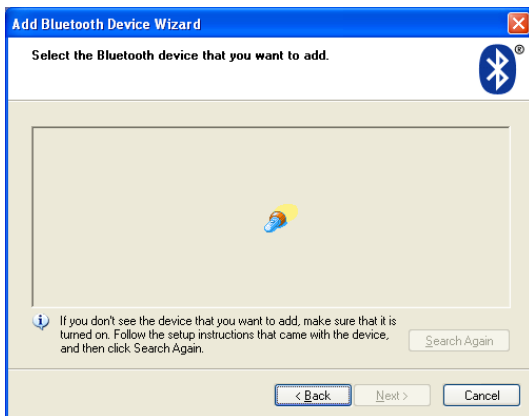 Add Bluetooth Device Wizard
Select the Bluetooth device that you want to add.
®
If you don't see the device that you want to add, make sure that it is
turned on. Follow the setup instructions that came with the device,
and then click Search Again.
Search Again
< Back
Next >
Cancel